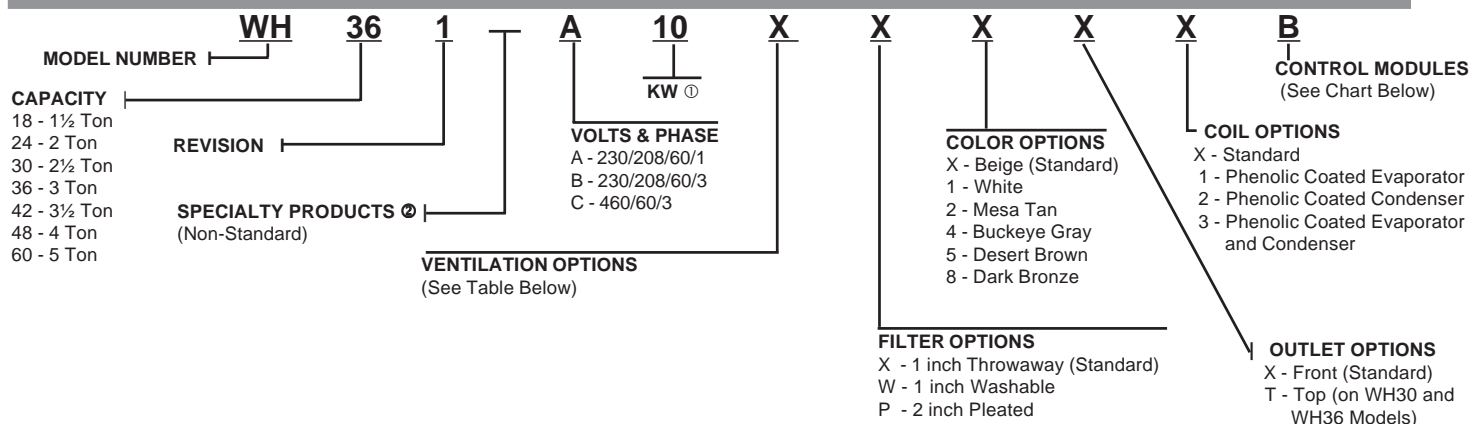 WH 36 1 — A 10 X X X X X B
MODEL NUMBER
CAPACITY
18 - 1½ Ton
24 - 2 Ton
30 - 2½ Ton
36 - 3 Ton
42 - 3½ Ton
48 - 4 Ton
60 - 5 Ton
REVISION
SPECIALTY PRODUCTS ②
(Non-Standard)
KW ①
VOLTS & PHASE
A - 230/208/60/1
B - 230/208/60/3
C - 460/60/3
VENTILATION OPTIONS
(See Table Below)
FILTER OPTIONS
X - 1 inch Throwaway (Standard)
W - 1 inch Washable
P - 2 inch Pleated
COLOR OPTIONS
X - Beige (Standard)
1 - White
2 - Mesa Tan
4 - Buckeye Gray
5 - Desert Brown
8 - Dark Bronze
OUTLET OPTIONS
X - Front (Standard)
T - Top (on WH30 and
WH36 Models)
COIL OPTIONS
X - Standard
1 - Phenolic Coated Evaporator
2 - Phenolic Coated Condenser
3 - Phenolic Coated Evaporator
and Condenser
CONTROL MODULES
(See Chart Below)